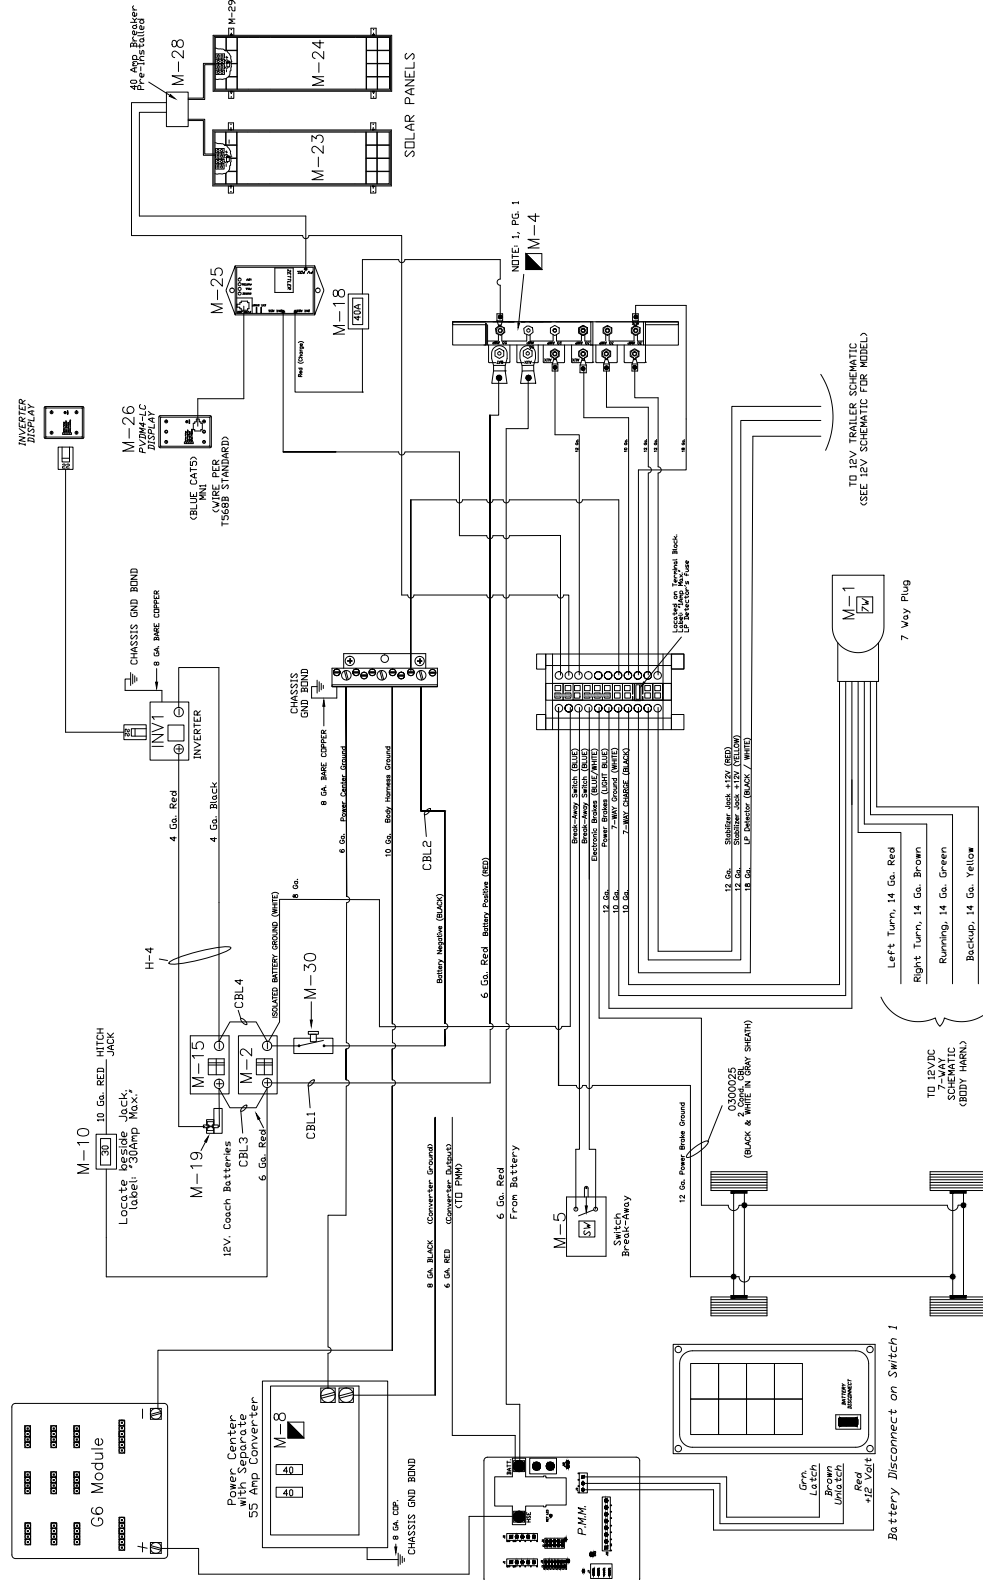 40 Amp Breaker
Pre-Installed
M-28
M-29
M-24
M-23
SOLAR PANELS
M-25
ZETTLER
M-18
40A
Red (Charge)
NOTE: 1, PG. 1
M-4
INVERTER
DISPLAY
M-26
PVDM4-LC
DISPLAY
(BLUE CAT5)
MN1
(WIRE PER
T568B STANDARD)
CHASSIS GND BOND
8 GA. BARE COPPER
INV1
INVERTER
4 Ga. Red
4 Ga. Black
H-4
CHASSIS
GND BOND
8 GA. BARE COPPER
6 Ga. Power Center Ground
10 Ga. Body Harness Ground
CBL2
Battery Negative (BLACK)
6 Ga. Red Battery Positive (RED)
ISOLATED BATTERY GROUND (WHITE)
8 Ga.
M-30
CBL4
M-15
M-2
CBL1
CBL3
6 Ga. Red
M-19
12V. Coach Batteries
M-10
30
10 Ga. RED
HITCH
JACK
Locate beside Jack.
label: "30Amp Max."
Located on Terminal Block.
Label: "1Amp Max."
LP Detector's Fuse
TO 12V TRAILER SCHEMATIC
(SEE 12V SCHEMATIC FOR MODEL)
M-1
7W
7 Way Plug
Break-Away Switch (BLUE)
Break-Away Switch (BLUE)
Electronic Brakes (BLUE/WHITE)
12 Ga. Power Brakes (LIGHT BLUE)
10 Ga. 7-WAY Ground (WHITE)
10 Ga. 7-WAY CHARGE (BLACK)
12 Ga. Stabilizer Jack +12V (RED)
12 Ga. Stabilizer Jack +12V (YELLOW)
18 Ga. LP Detector (BLACK / WHITE)
Left Turn, 14 Ga. Red
Right Turn, 14 Ga. Brown
Running, 14 Ga. Green
Backup, 14 Ga. Yellow
TO 12VDC
7-WAY
SCHEMATIC
(BODY HARN.)
0300025
2 Cond. CBL
(BLACK & WHITE IN GRAY SHEATH)
12 Ga. Power Brake Ground
M-5
SW
Switch
Break-Away
8 GA. BLACK (Converter Ground)
6 GA. RED (Converter Output)
(TO PMM)
6 Ga. Red
From Battery
G6 Module
Power Center
with Separate
55 Amp Converter
M-8
40
40
8 GA. COP.
CHASSIS GND BOND
BATT.
HSE
P.M.M.
BATTERY
DISCONNECT
Grn.
Latch
Brown
Unlatch
Red
+12 Volt
Battery Disconnect on Switch 1